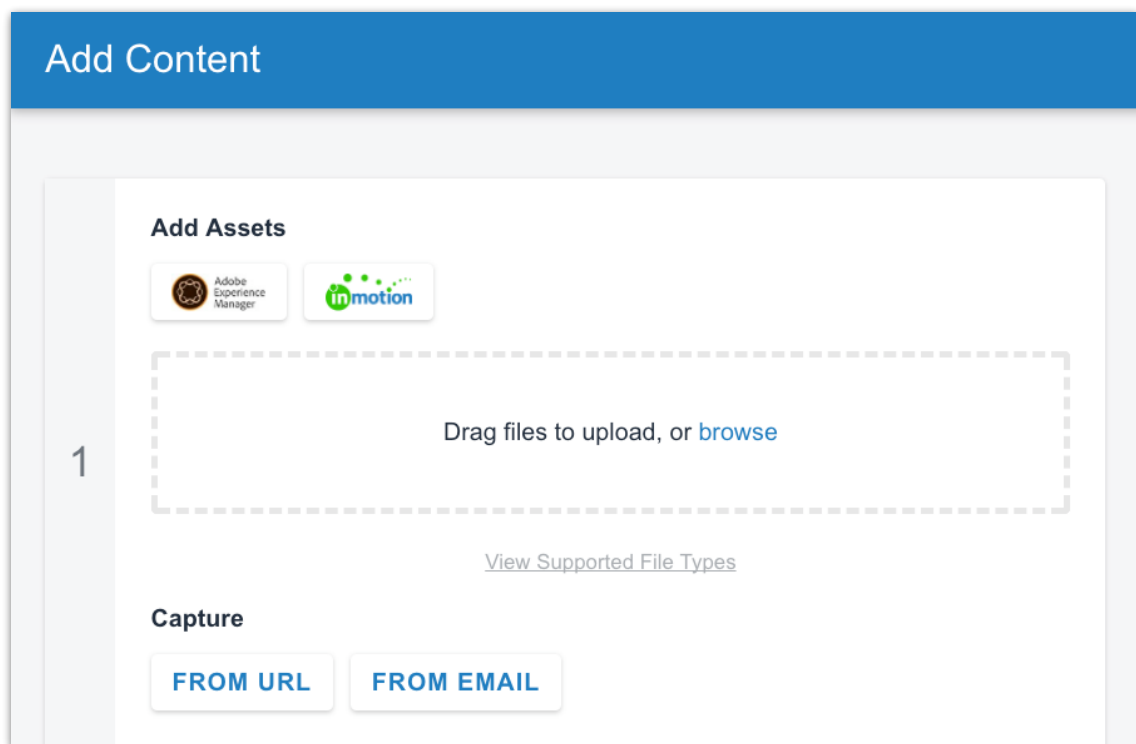 Add Content
Add Assets
Adobe
Experience
Manager
inmotion
Drag files to upload, or browse
1
View Supported File Types
Capture
FROM URL
FROM EMAIL